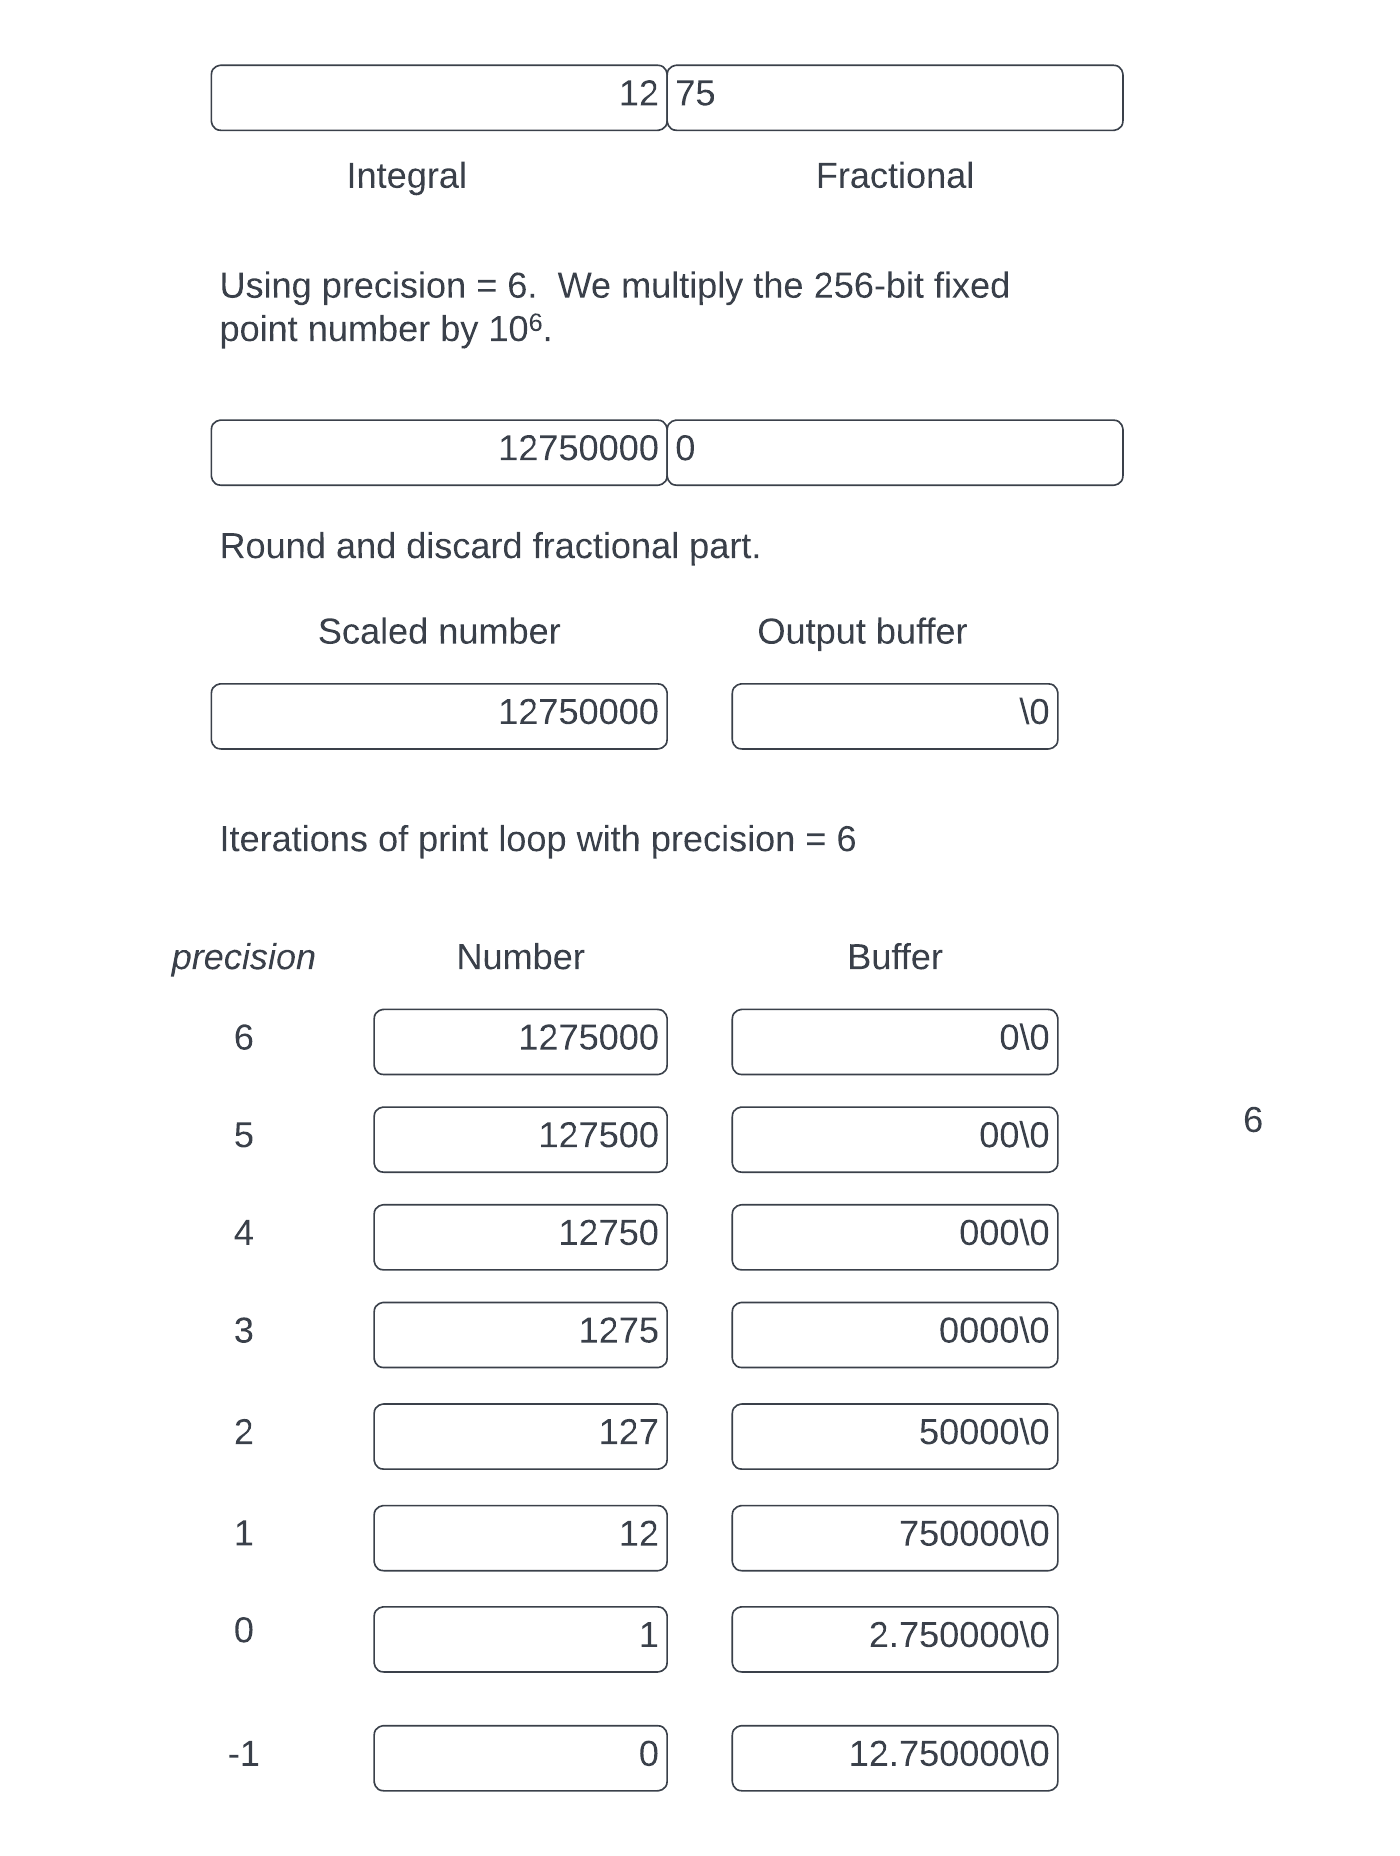 12 75
Integral Fractional
Using precision = 6.  We multiply the 256-bit fixed
point number by 10⁶.
12750000 0
Round and discard fractional part.
Scaled number Output buffer
12750000 \0
Iterations of print loop with precision = 6
precision Number Buffer
6 1275000 0\0
5 127500 00\0 6
4 12750 000\0
3 1275 0000\0
2 127 50000\0
1 12 750000\0
0 1 2.750000\0
-1 0 12.750000\0